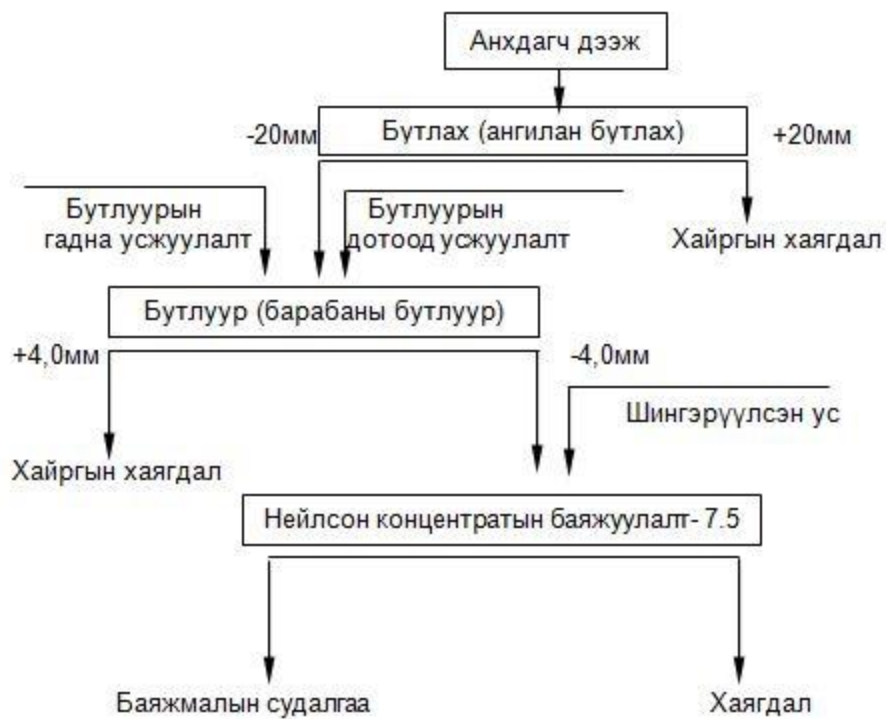 Анхдагч дээж
-20мм
Бутлах (ангилан бутлах)
+20мм
Бутлуурын
гадна усжуулалт
Бутлуурын
дотоод усжуулалт
Хайргын хаягдал
Бутлуур (барабаны бутлуур)
+4,0мм
-4,0мм
Шингэрүүлсэн ус
Хайргын хаягдал
Нейлсон концентратын баяжуулалт- 7.5
Баяжмалын судалгаа
Хаягдал